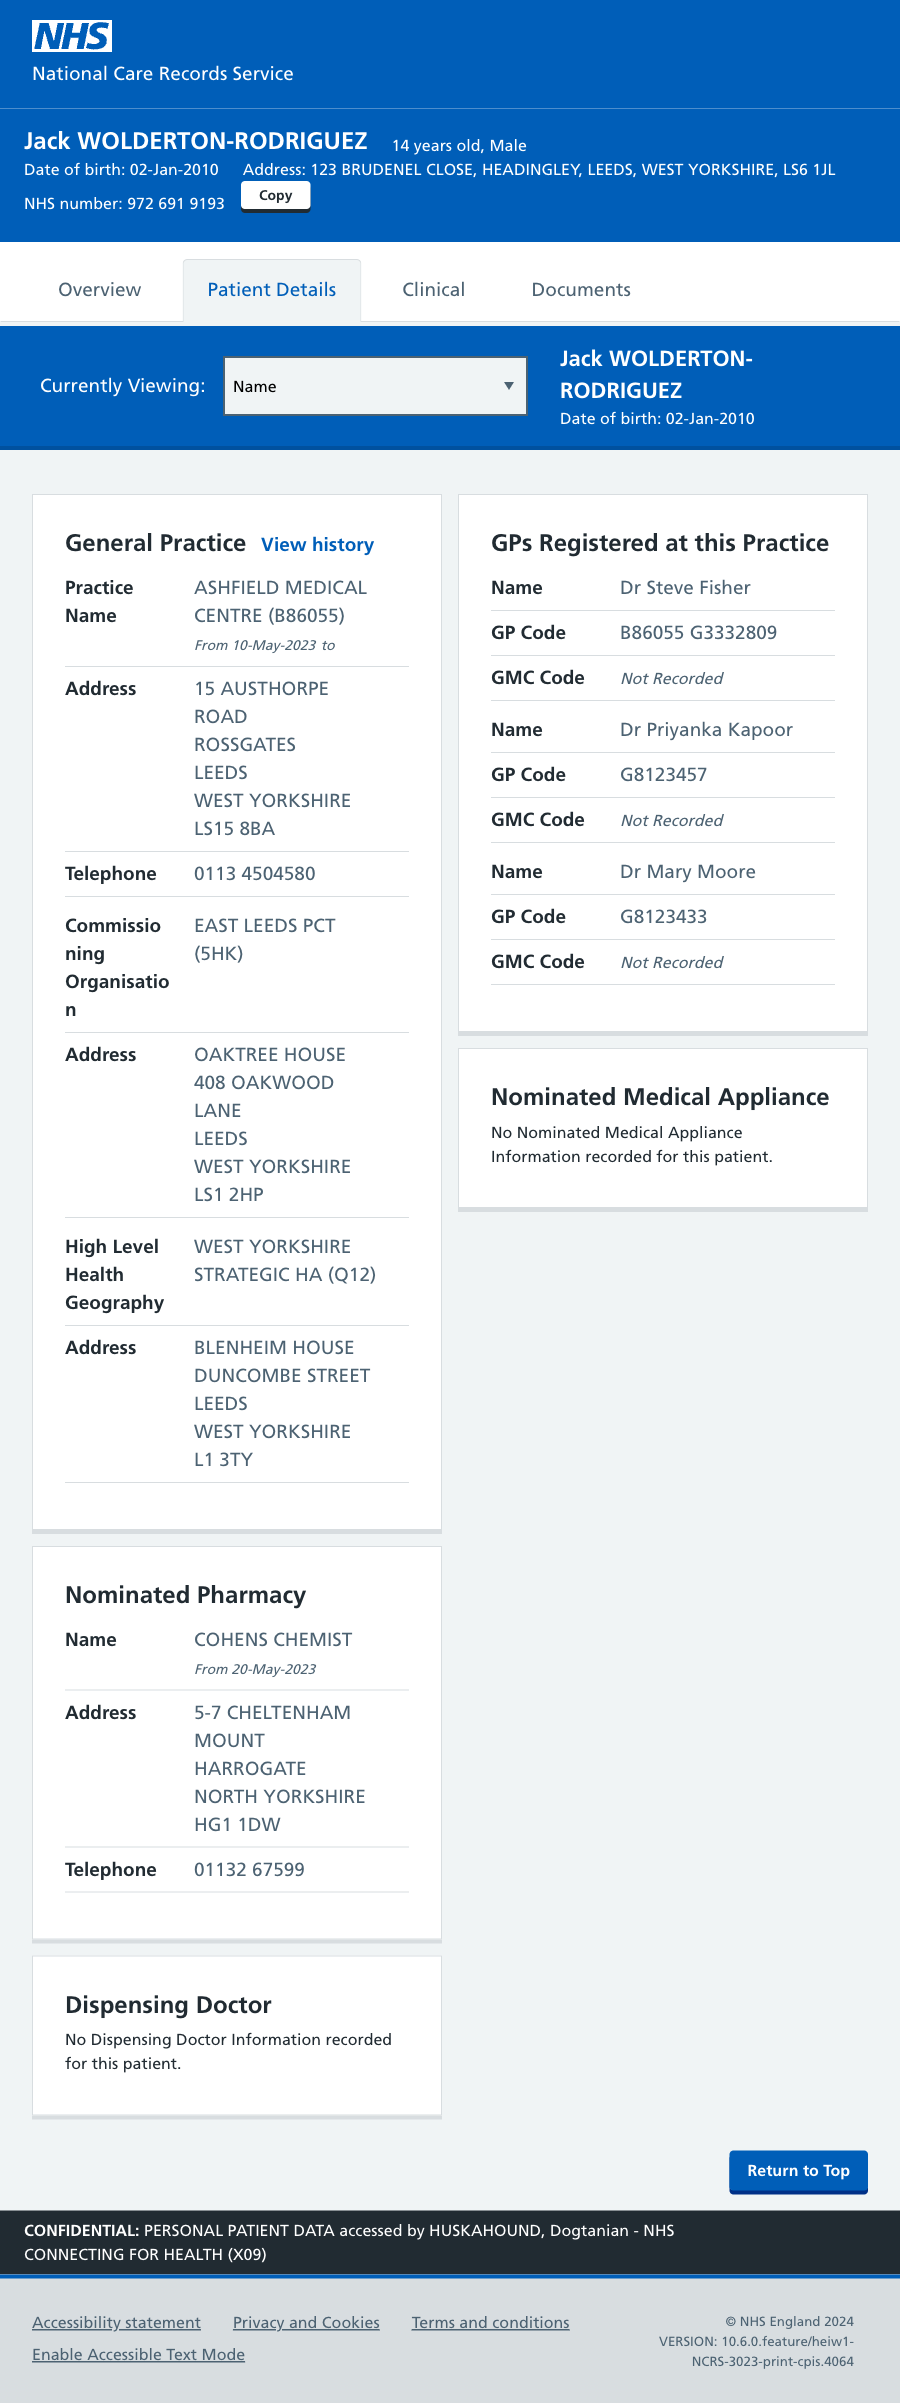 NHS
National Care Records Service
Jack WOLDERTON-RODRIGUEZ 14 years old, Male
Date of birth: 02-Jan-2010 Address: 123 BRUDENEL CLOSE, HEADINGLEY, LEEDS, WEST YORKSHIRE, LS6 1JL
NHS number: 972 691 9193 Copy
Overview Patient Details Clinical Documents
Currently Viewing: Name
Jack WOLDERTON-
RODRIGUEZ
Date of birth: 02-Jan-2010
General Practice View history
Practice
Name
ASHFIELD MEDICAL
CENTRE (B86055)
From 10-May-2023 to
Address
15 AUSTHORPE
ROAD
ROSSGATES
LEEDS
WEST YORKSHIRE
LS15 8BA
Telephone 0113 4504580
Commissio
ning
Organisatio
n
EAST LEEDS PCT
(5HK)
Address
OAKTREE HOUSE
408 OAKWOOD
LANE
LEEDS
WEST YORKSHIRE
LS1 2HP
High Level
Health
Geography
WEST YORKSHIRE
STRATEGIC HA (Q12)
Address
BLENHEIM HOUSE
DUNCOMBE STREET
LEEDS
WEST YORKSHIRE
L1 3TY
Nominated Pharmacy
Name COHENS CHEMIST
From 20-May-2023
Address
5-7 CHELTENHAM
MOUNT
HARROGATE
NORTH YORKSHIRE
HG1 1DW
Telephone 01132 67599
Dispensing Doctor
No Dispensing Doctor Information recorded
for this patient.
GPs Registered at this Practice
Name Dr Steve Fisher
GP Code B86055 G3332809
GMC Code Not Recorded
Name Dr Priyanka Kapoor
GP Code G8123457
GMC Code Not Recorded
Name Dr Mary Moore
GP Code G8123433
GMC Code Not Recorded
Nominated Medical Appliance
No Nominated Medical Appliance
Information recorded for this patient.
Return to Top
CONFIDENTIAL: PERSONAL PATIENT DATA accessed by HUSKAHOUND, Dogtanian - NHS
CONNECTING FOR HEALTH (X09)
Accessibility statement Privacy and Cookies Terms and conditions
Enable Accessible Text Mode
© NHS England 2024
VERSION: 10.6.0.feature/heiw1-
NCRS-3023-print-cpis.4064